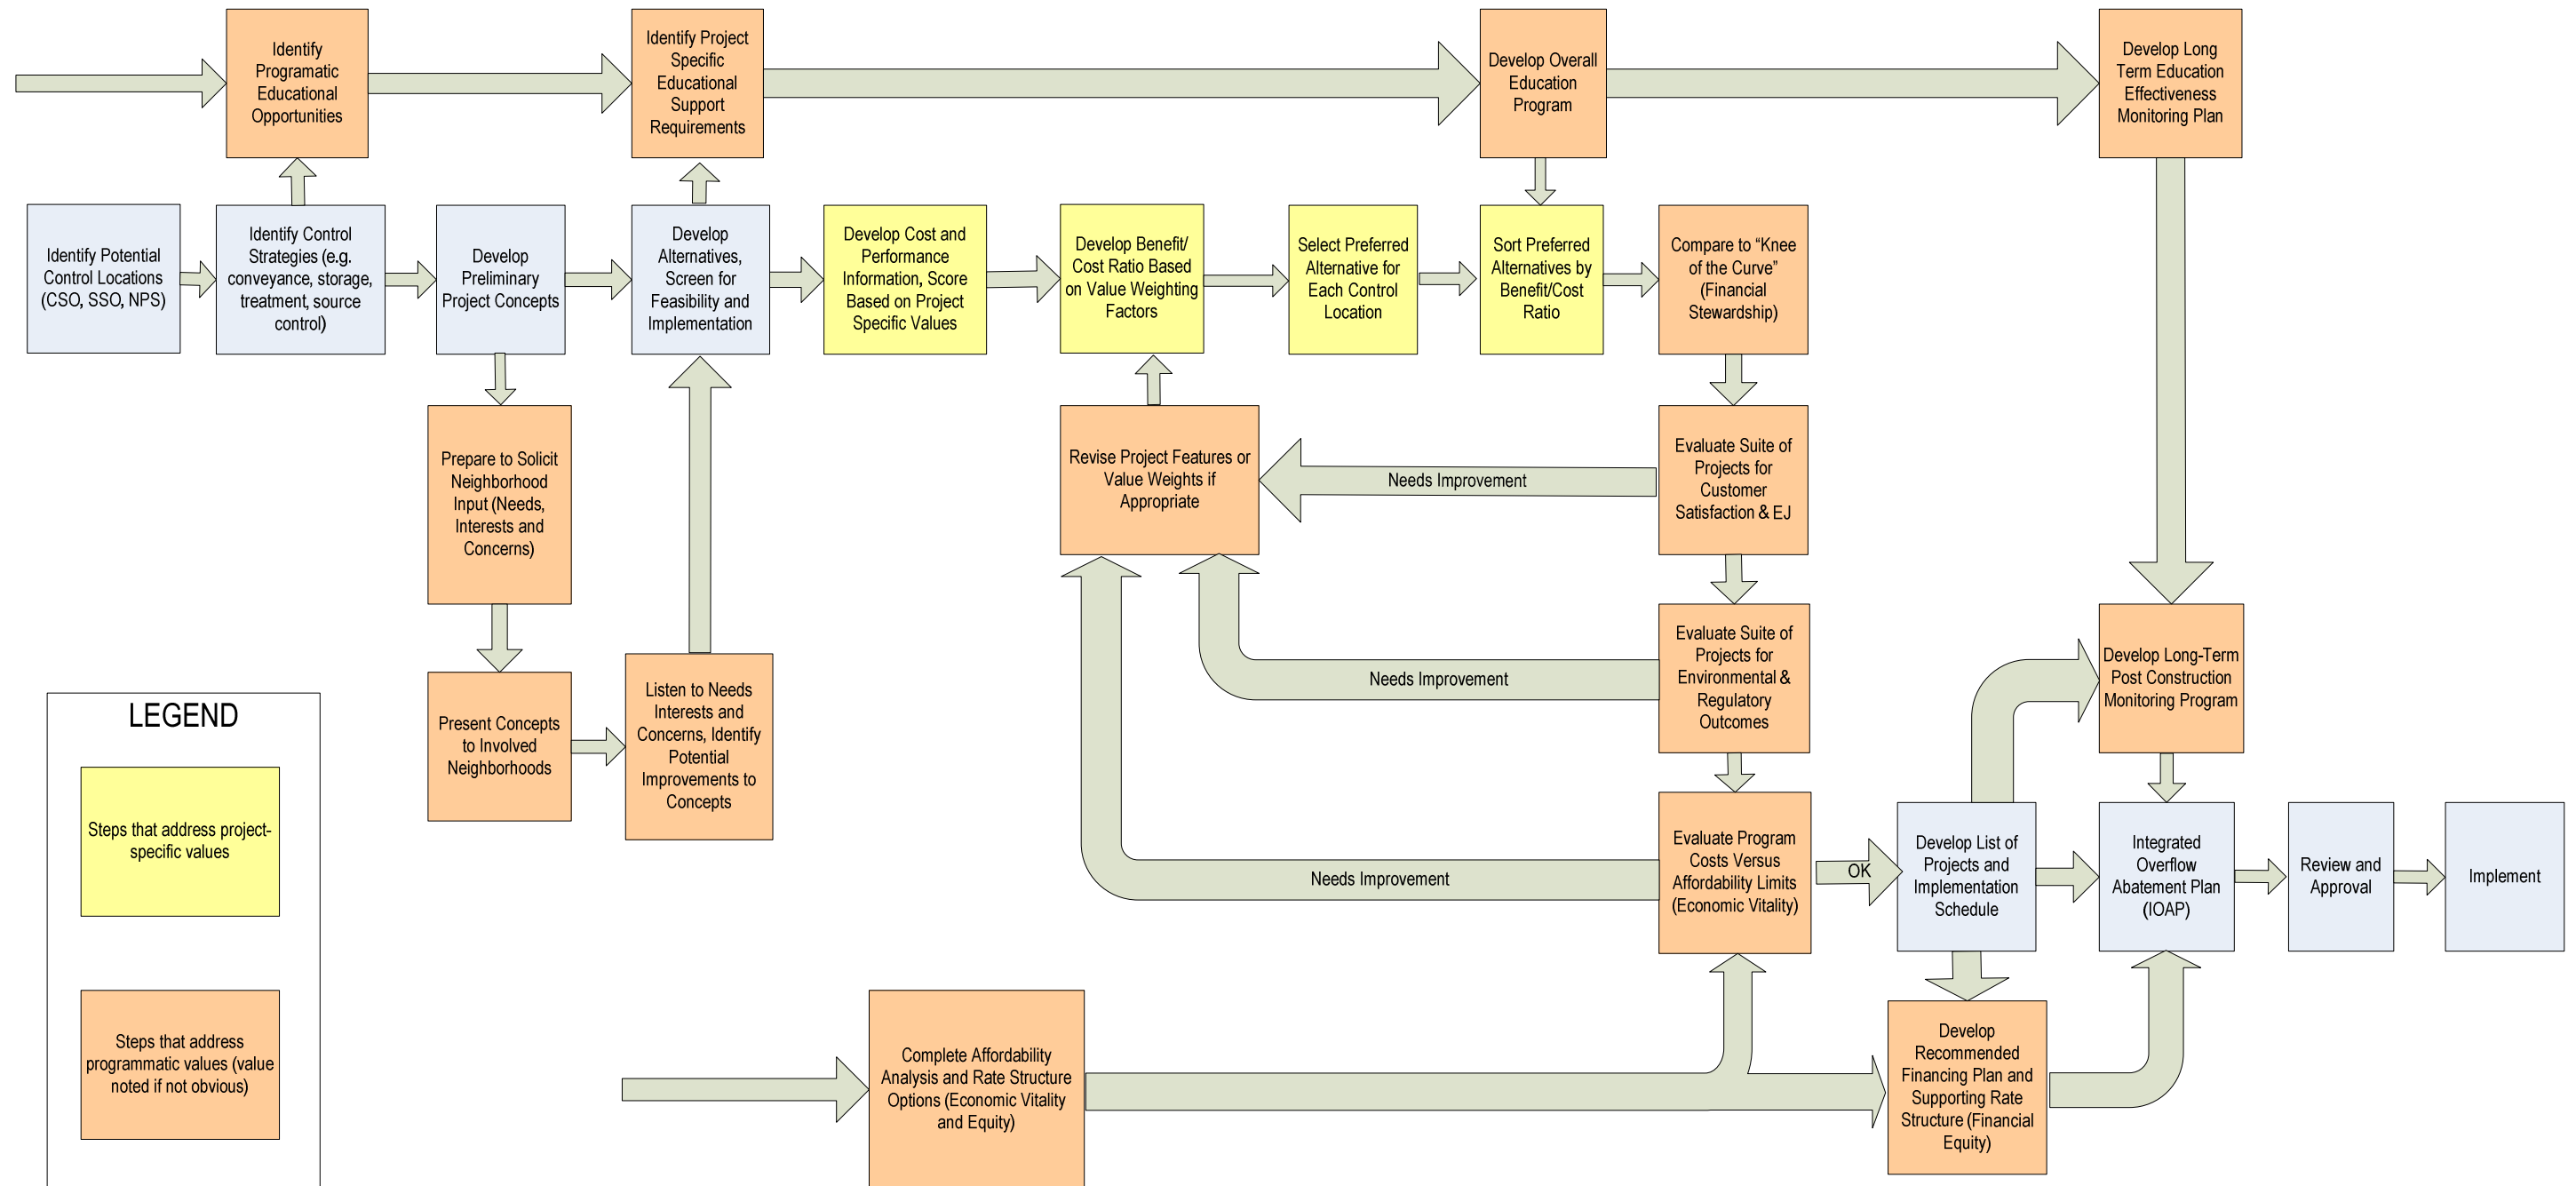 Identify
Programatic
Educational
Opportunities
Identify Project
Specific
Educational
Support
Requirements
Develop Overall
Education
Program
Develop Long
Term Education
Effectiveness
Monitoring Plan
Identify Potential
Control Locations
(CSO, SSO, NPS)
Identify Control
Strategies (e.g.
conveyance, storage,
treatment, source
control)
Develop
Preliminary
Project Concepts
Develop
Alternatives,
Screen for
Feasibility and
Implementation
Develop Cost and
Performance
Information, Score
Based on Project
Specific Values
Develop Benefit/
Cost Ratio Based
on Value Weighting
Factors
Select Preferred
Alternative for
Each Control
Location
Sort Preferred
Alternatives by
Benefit/Cost
Ratio
Compare to “Knee
of the Curve”
(Financial
Stewardship)
Prepare to Solicit
Neighborhood
Input (Needs,
Interests and
Concerns)
Revise Project Features or
Value Weights if
Appropriate
Needs Improvement
Evaluate Suite of
Projects for
Customer
Satisfaction & EJ
Present Concepts
to Involved
Neighborhoods
Listen to Needs
Interests and
Concerns, Identify
Potential
Improvements to
Concepts
Needs Improvement
Evaluate Suite of
Projects for
Environmental &
Regulatory
Outcomes
Develop Long-Term
Post Construction
Monitoring Program
LEGEND
Steps that address project-
specific values
Steps that address
programmatic values (value
noted if not obvious)
Needs Improvement
Evaluate Program
Costs Versus
Affordability Limits
(Economic Vitality)
OK
Develop List of
Projects and
Implementation
Schedule
Integrated
Overflow
Abatement Plan
(IOAP)
Review and
Approval
Implement
Complete Affordability
Analysis and Rate Structure
Options (Economic Vitality
and Equity)
Develop
Recommended
Financing Plan and
Supporting Rate
Structure (Financial
Equity)